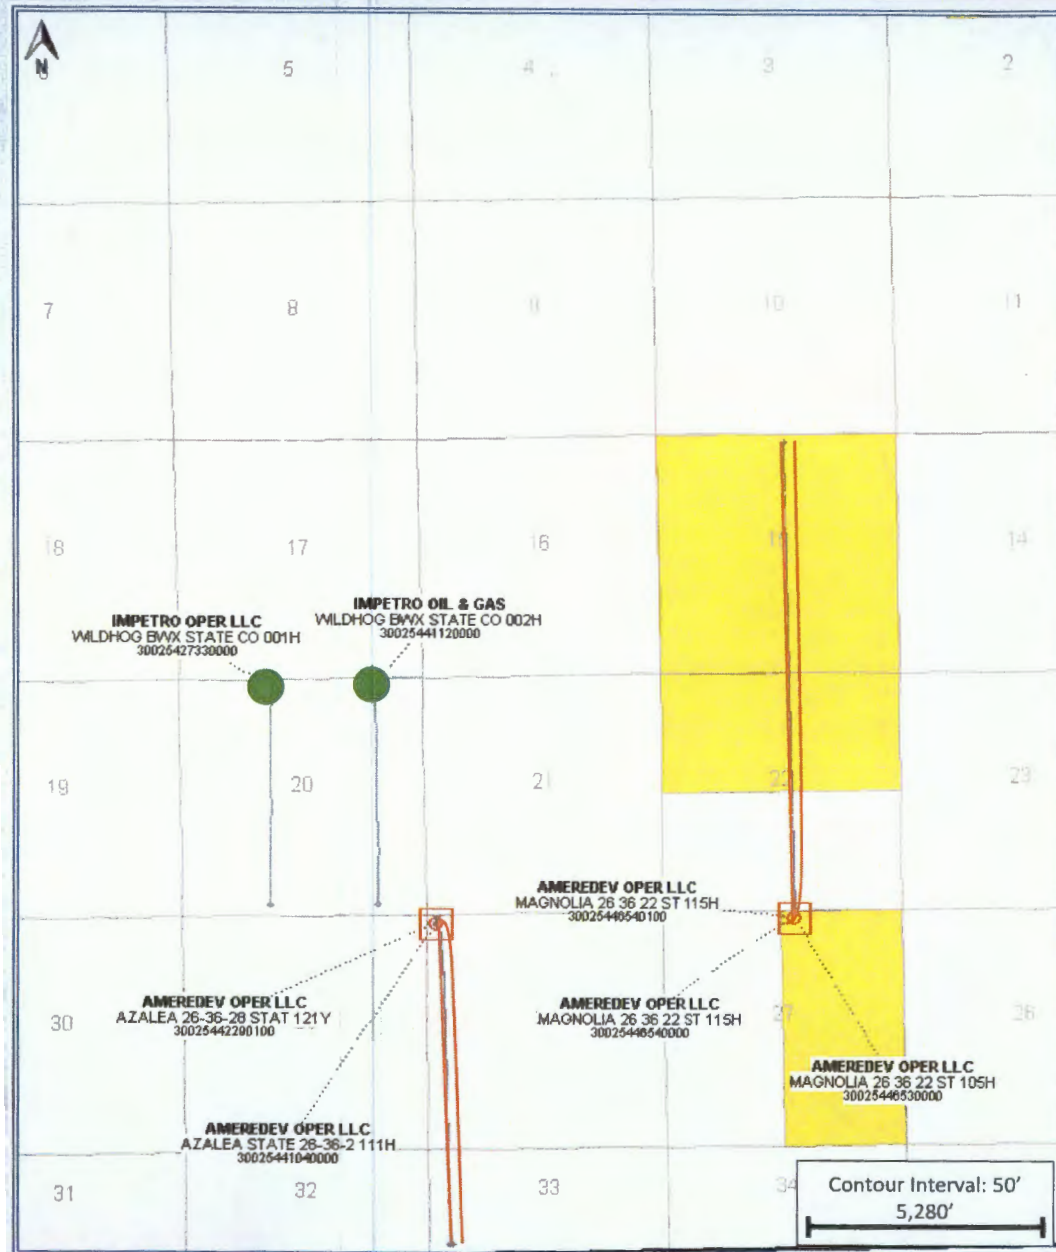 N
5
4
3
2
7
8
9
10
11
18
17
16
15
14
IMPETRO OPER LLC
WILDHOG BWX STATE CO 001H
30025427330000
IMPETRO OIL & GAS
WILDHOG BWX STATE CO 002H
30025441120000
19
20
21
22
23
AMEREDEV OPER LLC
MAGNOLIA 26 36 22 ST 115H
30025446540100
AMEREDEV OPER LLC
AZALEA 26-36-28 STAT 121Y
30025442290100
30
AMEREDEV OPER LLC
MAGNOLIA 26 36 22 ST 115H
30025446540000
27
26
AMEREDEV OPER LLC
MAGNOLIA 26 36 22 ST 105H
30025446530000
AMEREDEV OPER LLC
AZALEA STATE 26-36-2 111H
30025441040000
31
32
33
34
Contour Interval: 50'
5,280'